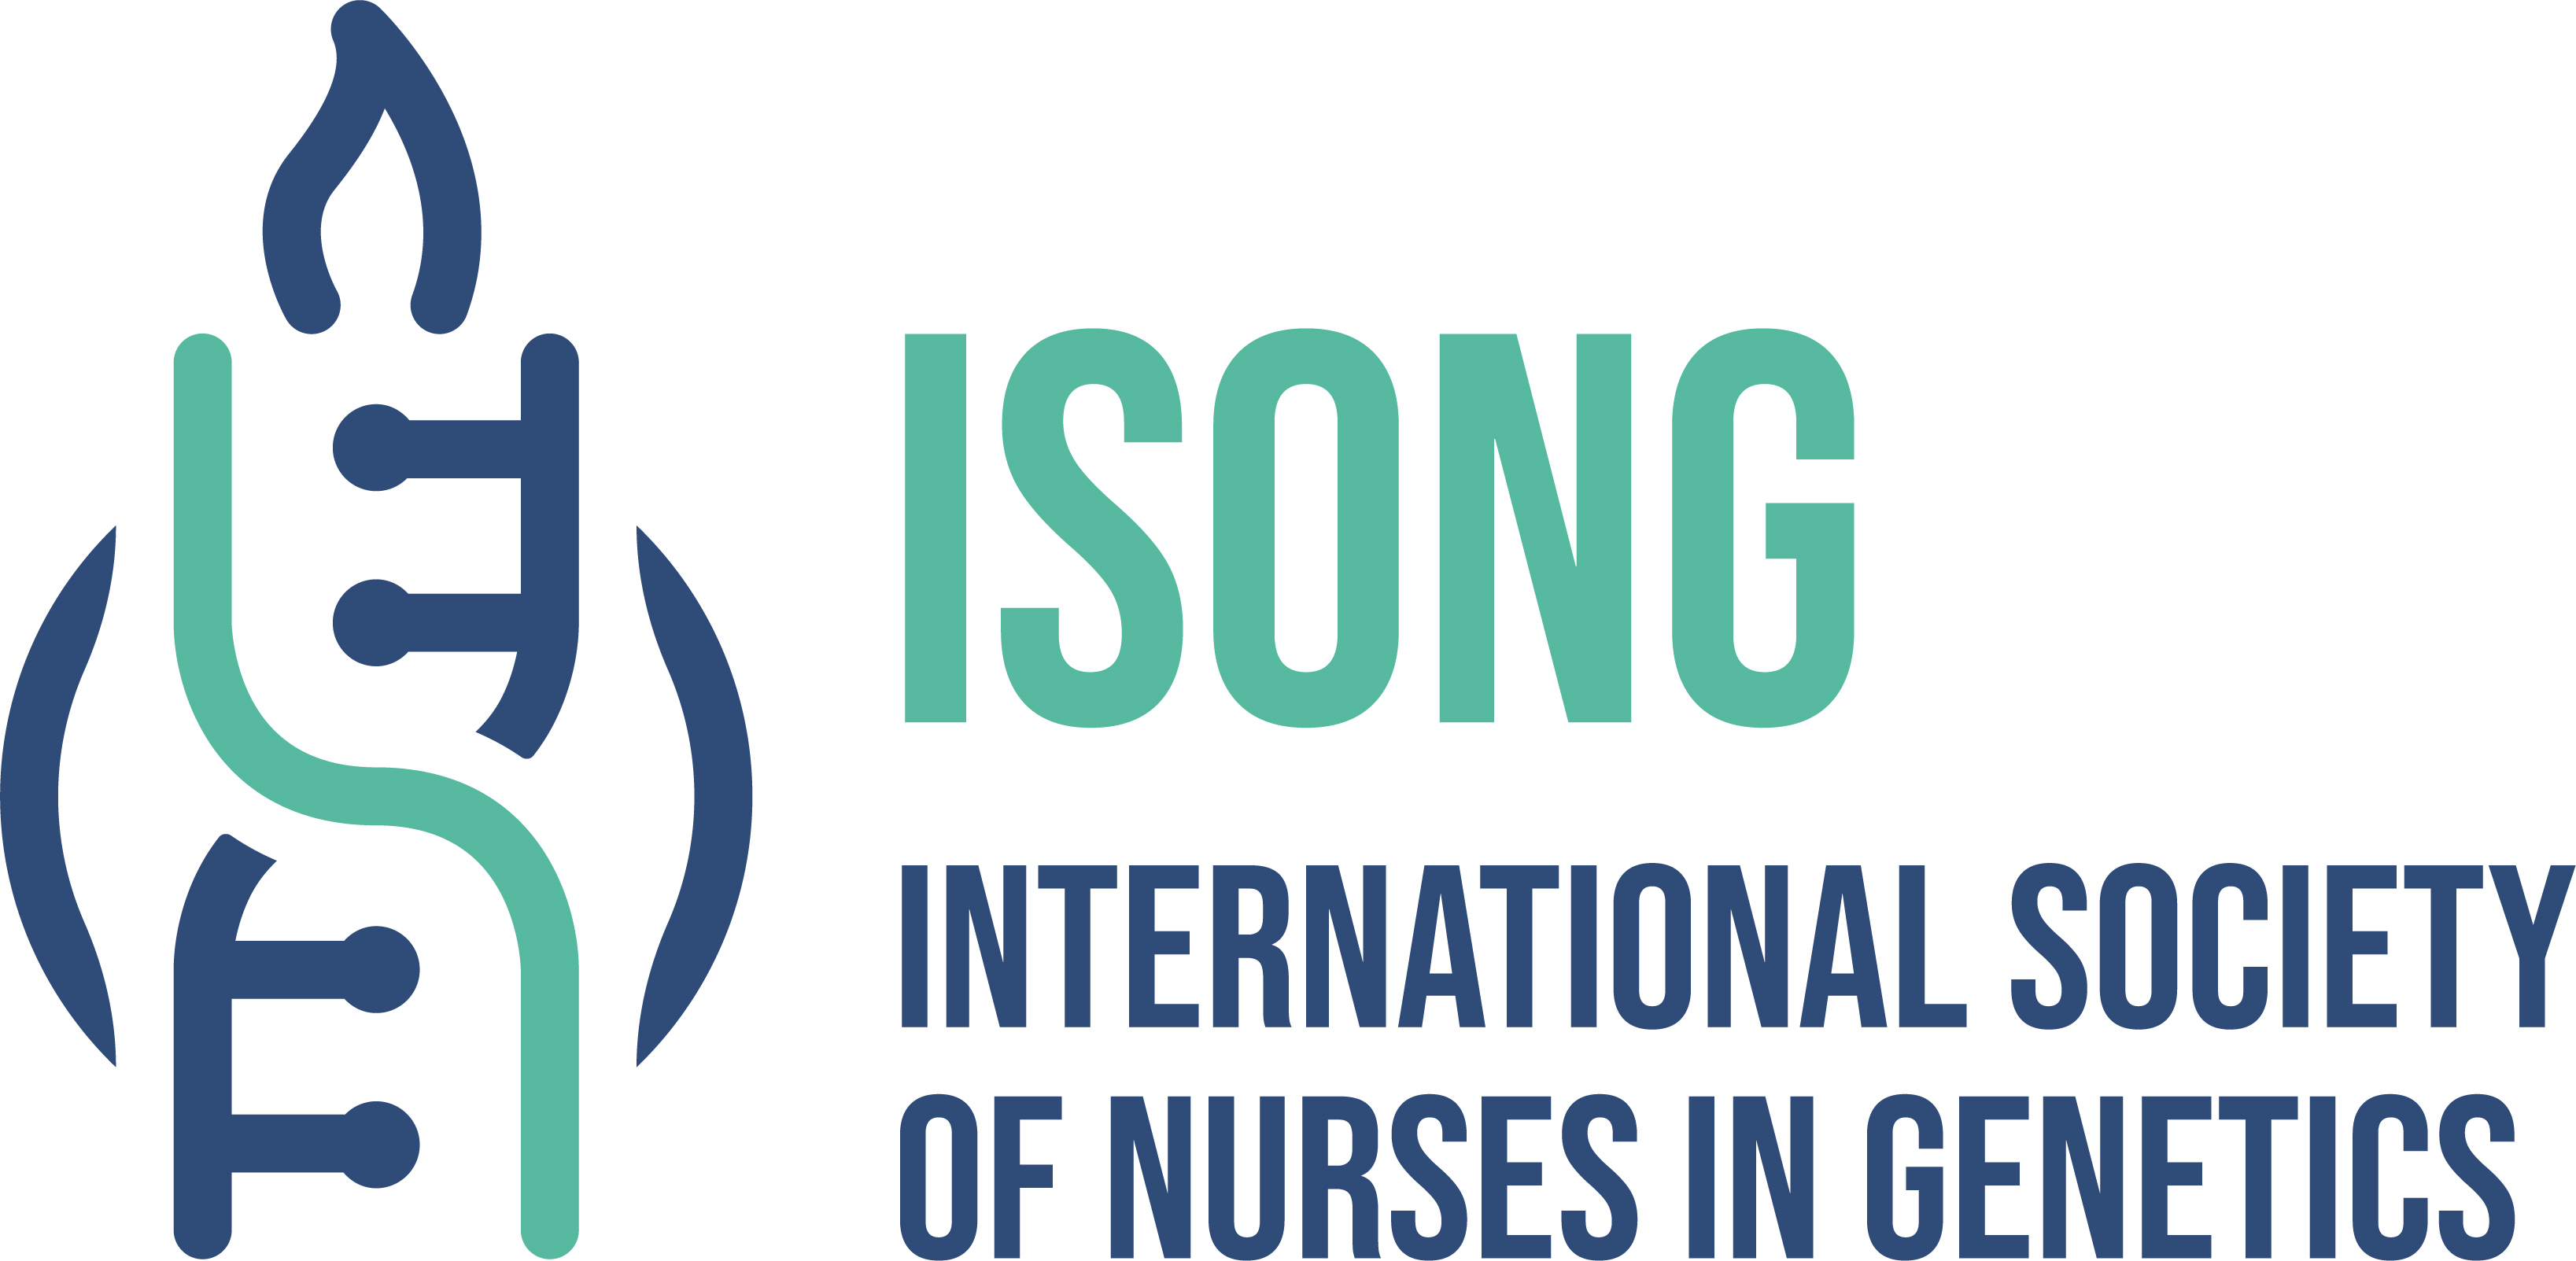 ISONG
INTERNATIONAL SOCIETY
OF NURSES IN GENETICS